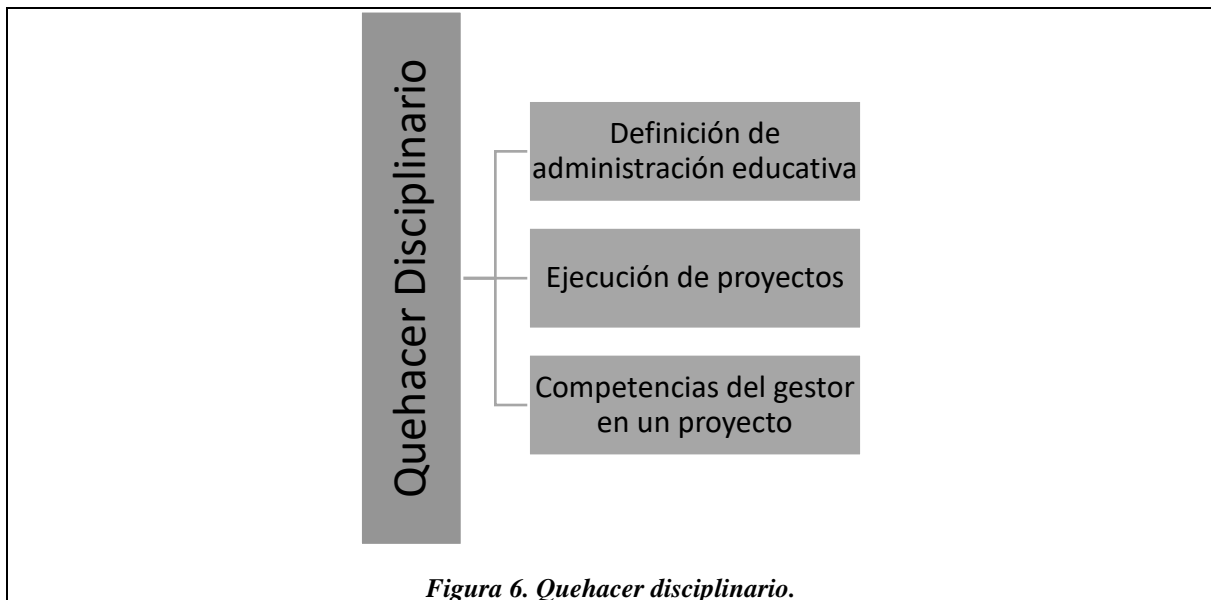 Quehacer Disciplinario
Definición de
administración educativa
Ejecución de proyectos
Competencias del gestor
en un proyecto
Figura 6. Quehacer disciplinario.